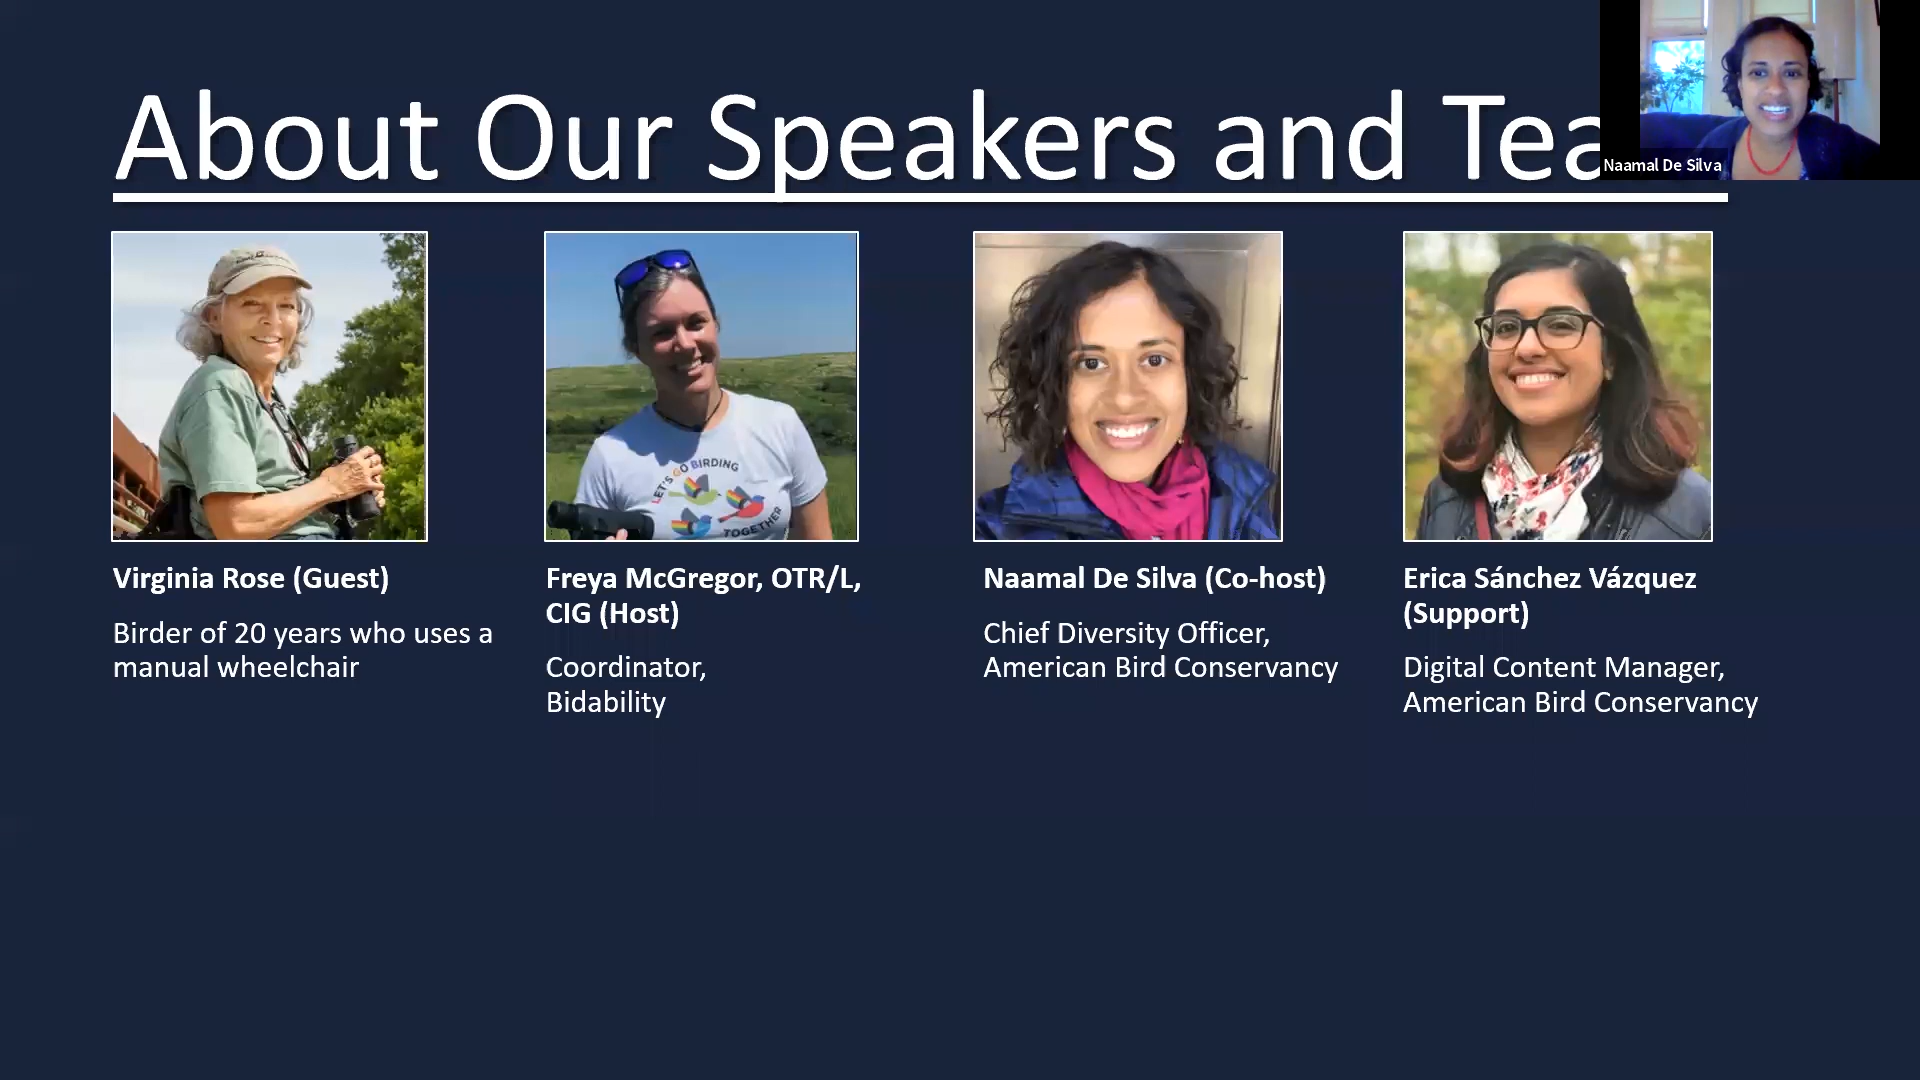 About Our Speakers and Tea
Naamal De Silva
LET'S GO BIRDING
TOGETHER
Virginia Rose (Guest)
Birder of 20 years who uses a
manual wheelchair
Freya McGregor, OTR/L,
CIG (Host)
Coordinator,
Bidability
Naamal De Silva (Co-host)
Chief Diversity Officer,
American Bird Conservancy
Erica Sánchez Vázquez
(Support)
Digital Content Manager,
American Bird Conservancy